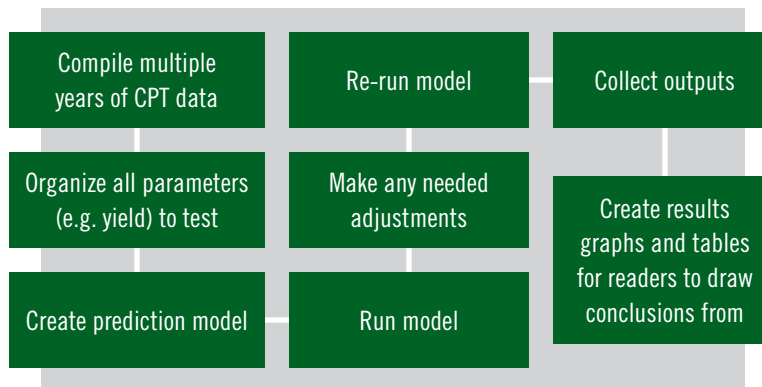 Compile multiple
years of CPT data
Organize all parameters
(e.g. yield) to test
Create prediction model
Run model
Make any needed
adjustments
Re-run model
Collect outputs
Create results
graphs and tables
for readers to draw
conclusions from